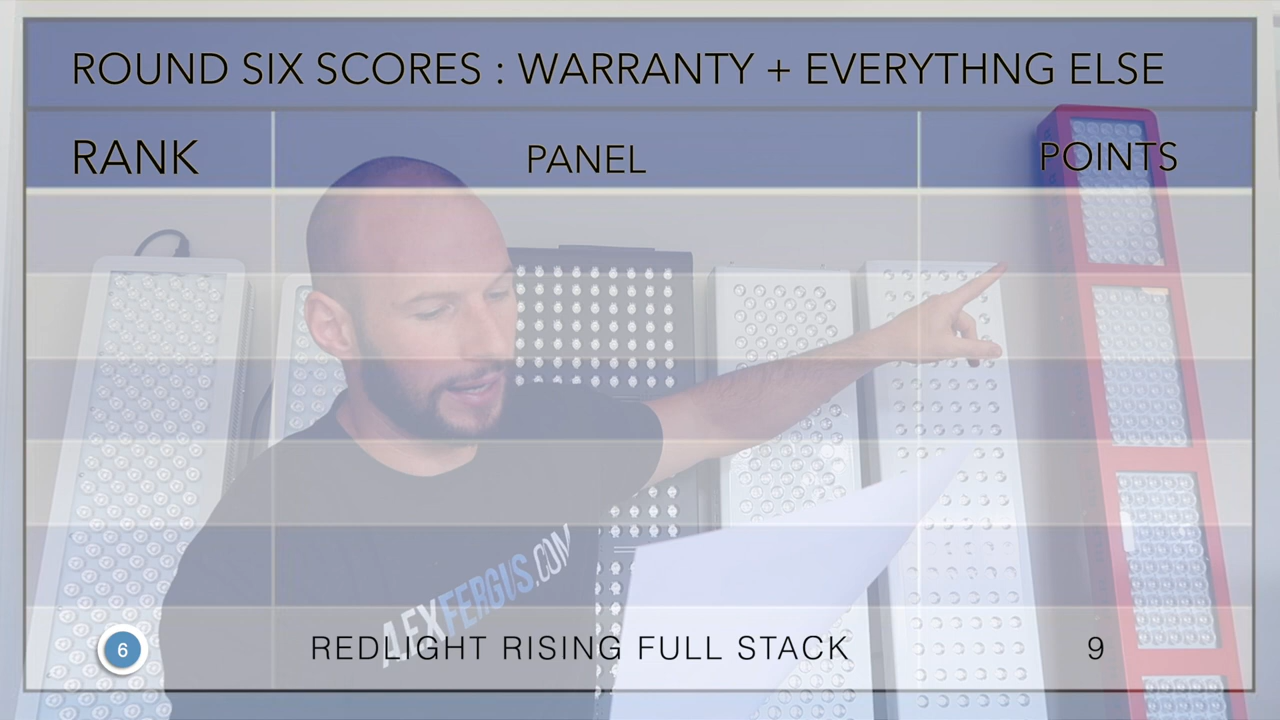 ROUND SIX SCORES : WARRANTY + EVERYTHNG ELSE
RANK PANEL POINTS
ALEXFERGUS.COM
6 REDLIGHT RISING FULL STACK 9